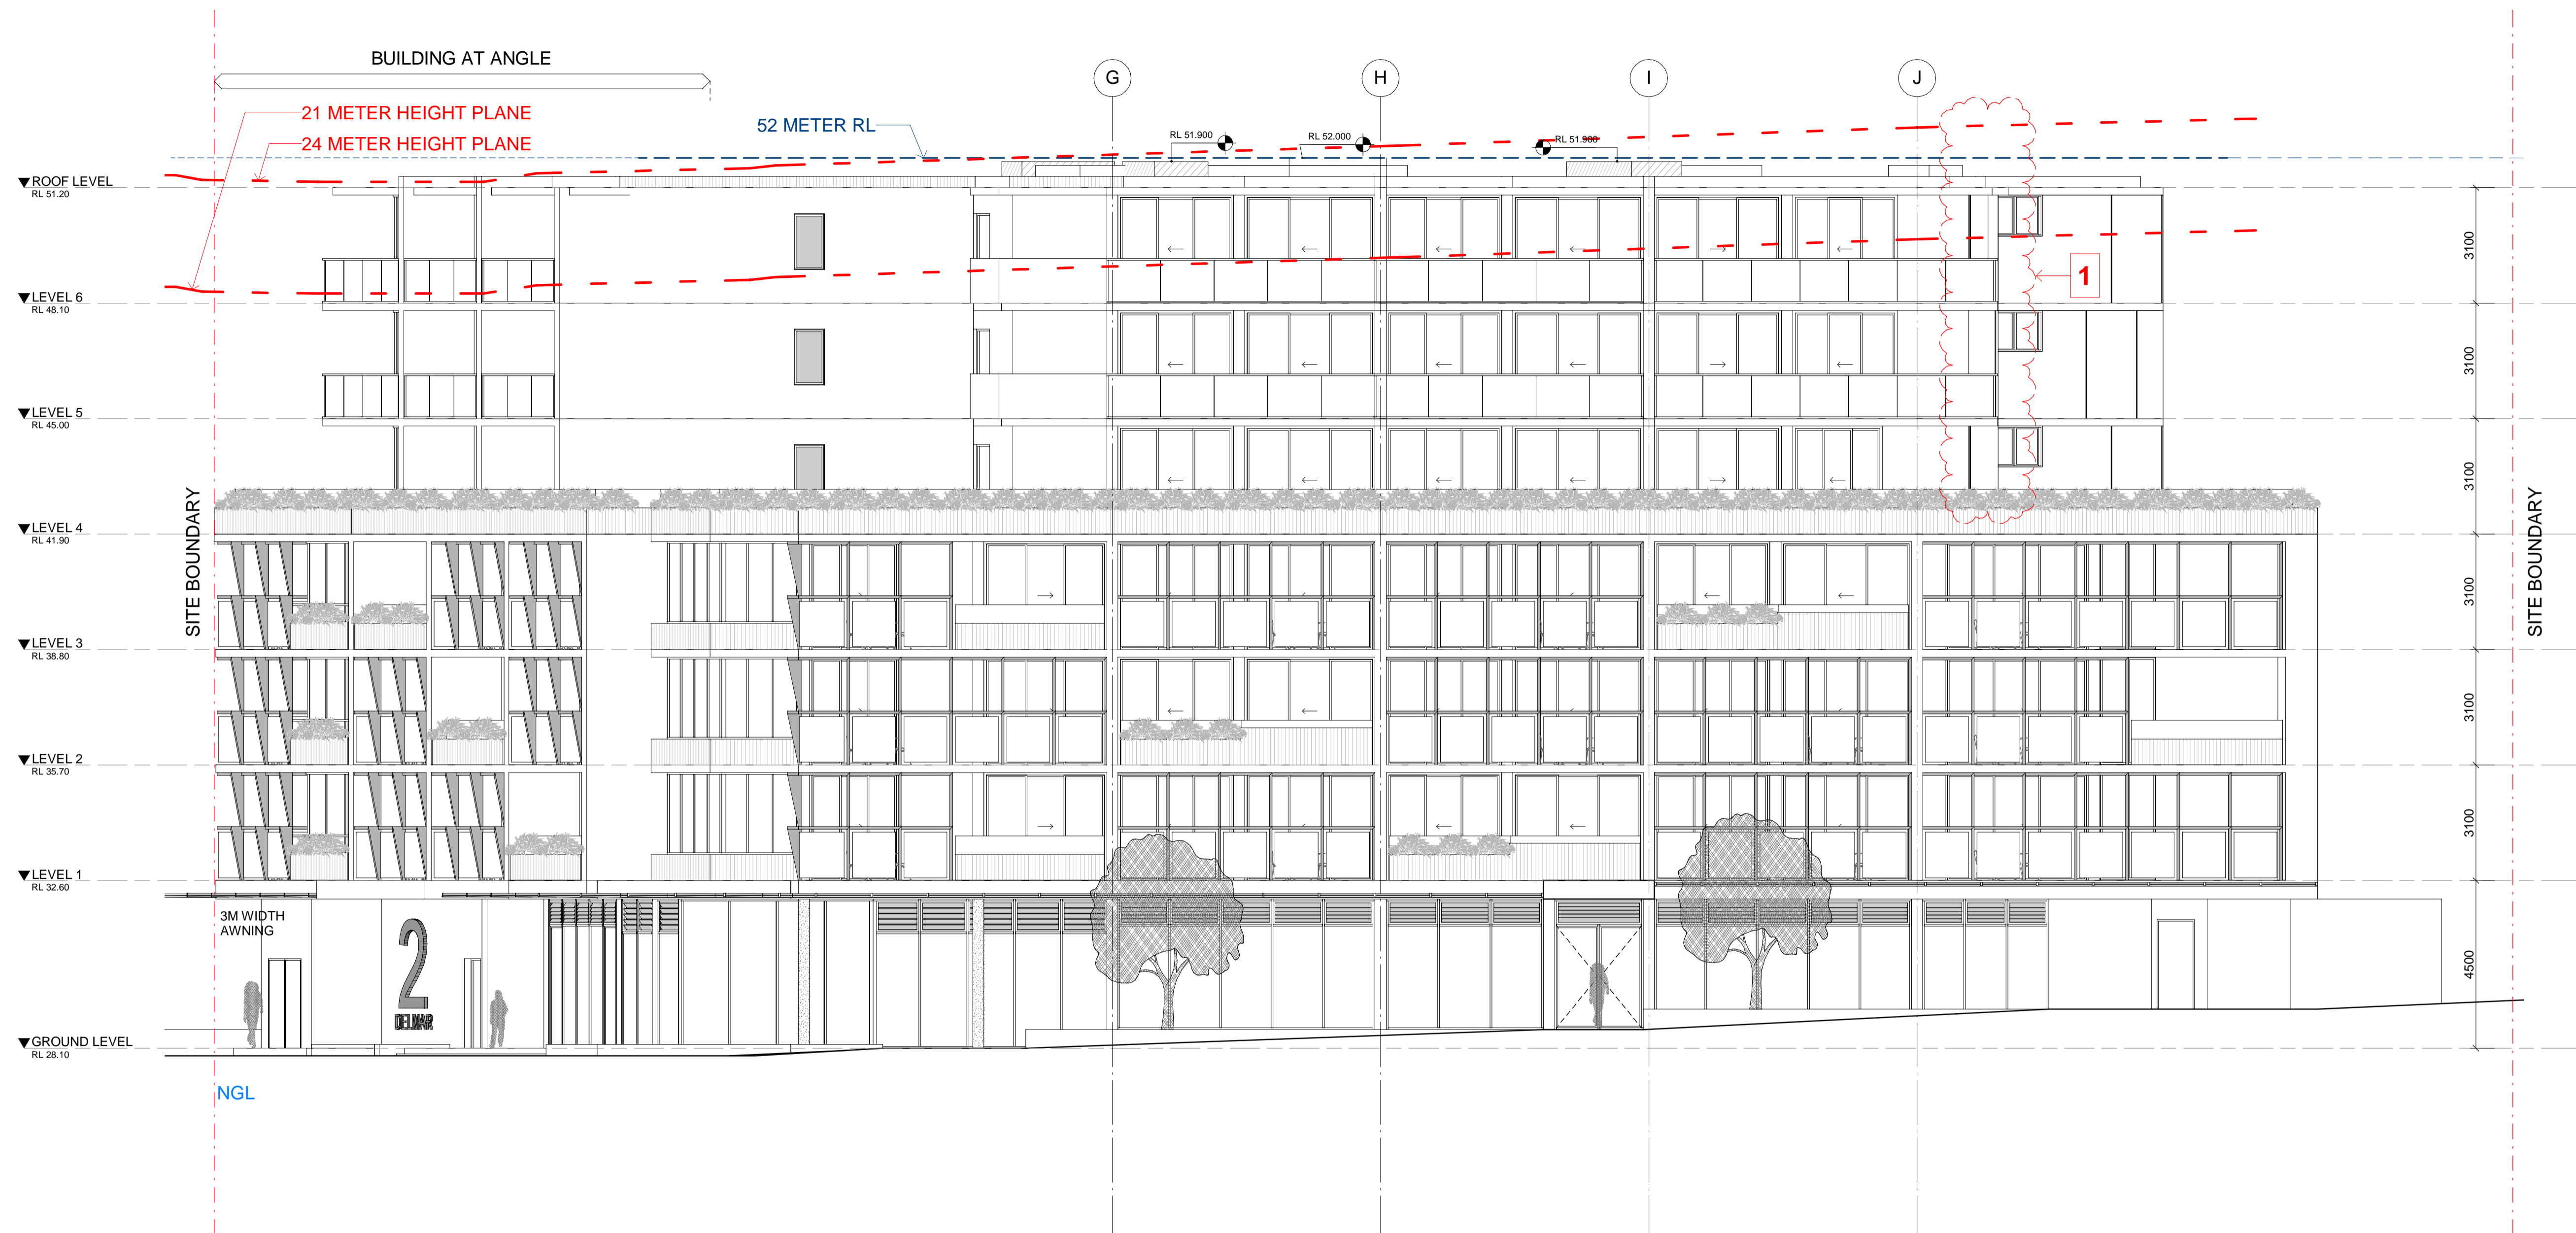 BUILDING AT ANGLE
G
H
I
J
21 METER HEIGHT PLANE
24 METER HEIGHT PLANE
52 METER RL
RL 51.900
RL 52.000
RL 51.900
ROOF LEVEL
RL 51.20
3100
LEVEL 6
RL 48.10
1
3100
LEVEL 5
RL 45.00
3100
LEVEL 4
RL 41.90
SITE BOUNDARY
SITE BOUNDARY
3100
LEVEL 3
RL 38.80
3100
LEVEL 2
RL 35.70
3100
LEVEL 1
RL 32.60
3M WIDTH
AWNING
2
DELMAR
4500
GROUND LEVEL
RL 28.10
NGL